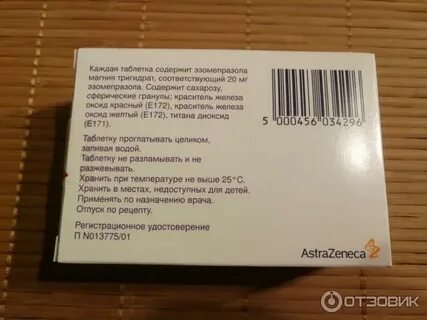 Каждая таблетка содержит эзомепразола
магния тригидрат, соответствующий 20 мг
эзомепразола. Содержит сахарозу,
сферические гранулы; краситель железа
оксид красный (Е172), краситель железа
оксид желтый (Е172), титана диоксид
(Е171).
Таблетку проглатывать целиком,
запивая водой.
Таблетку не разламывать и не
разжевывать.
Хранить при температуре не выше 25°С.
Хранить в местах, недоступных для детей.
Применять по назначению врача.
Отпуск по рецепту.
Регистрационное удостоверение
П N013775/01
5 000456 034296
AstraZeneca
ОТЗОВИК